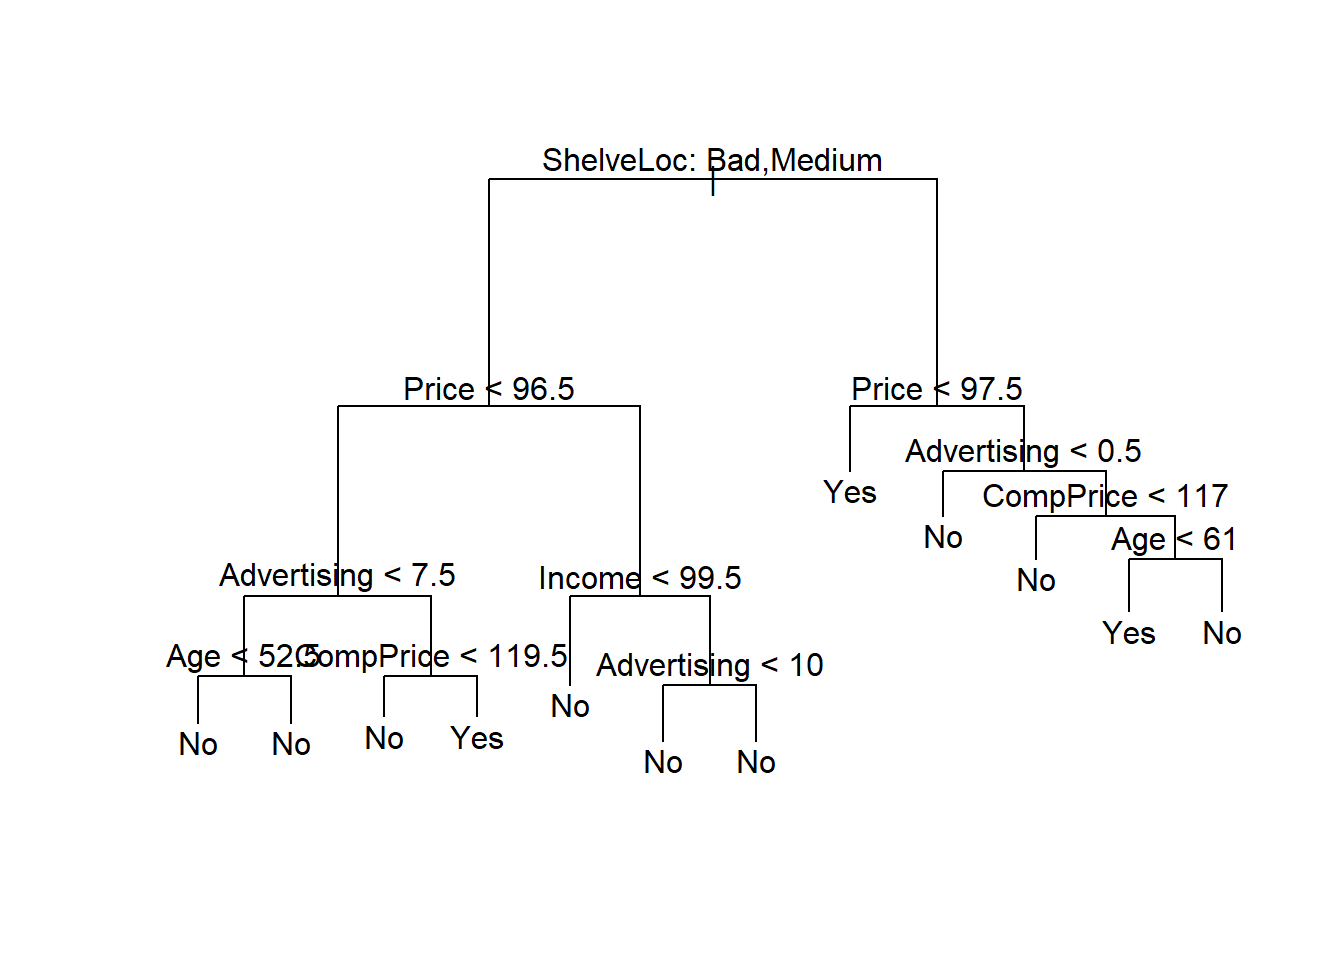 ShelveLoc: Bad,Medium
Price < 96.5
Price < 97.5
Advertising < 0.5
Yes
CompPrice < 117
No
Age < 61
Advertising < 7.5
Income < 99.5
No
Yes
No
Age < 52.5
CompPrice < 119.5
Advertising < 10
No
No
No
No
Yes
No
No